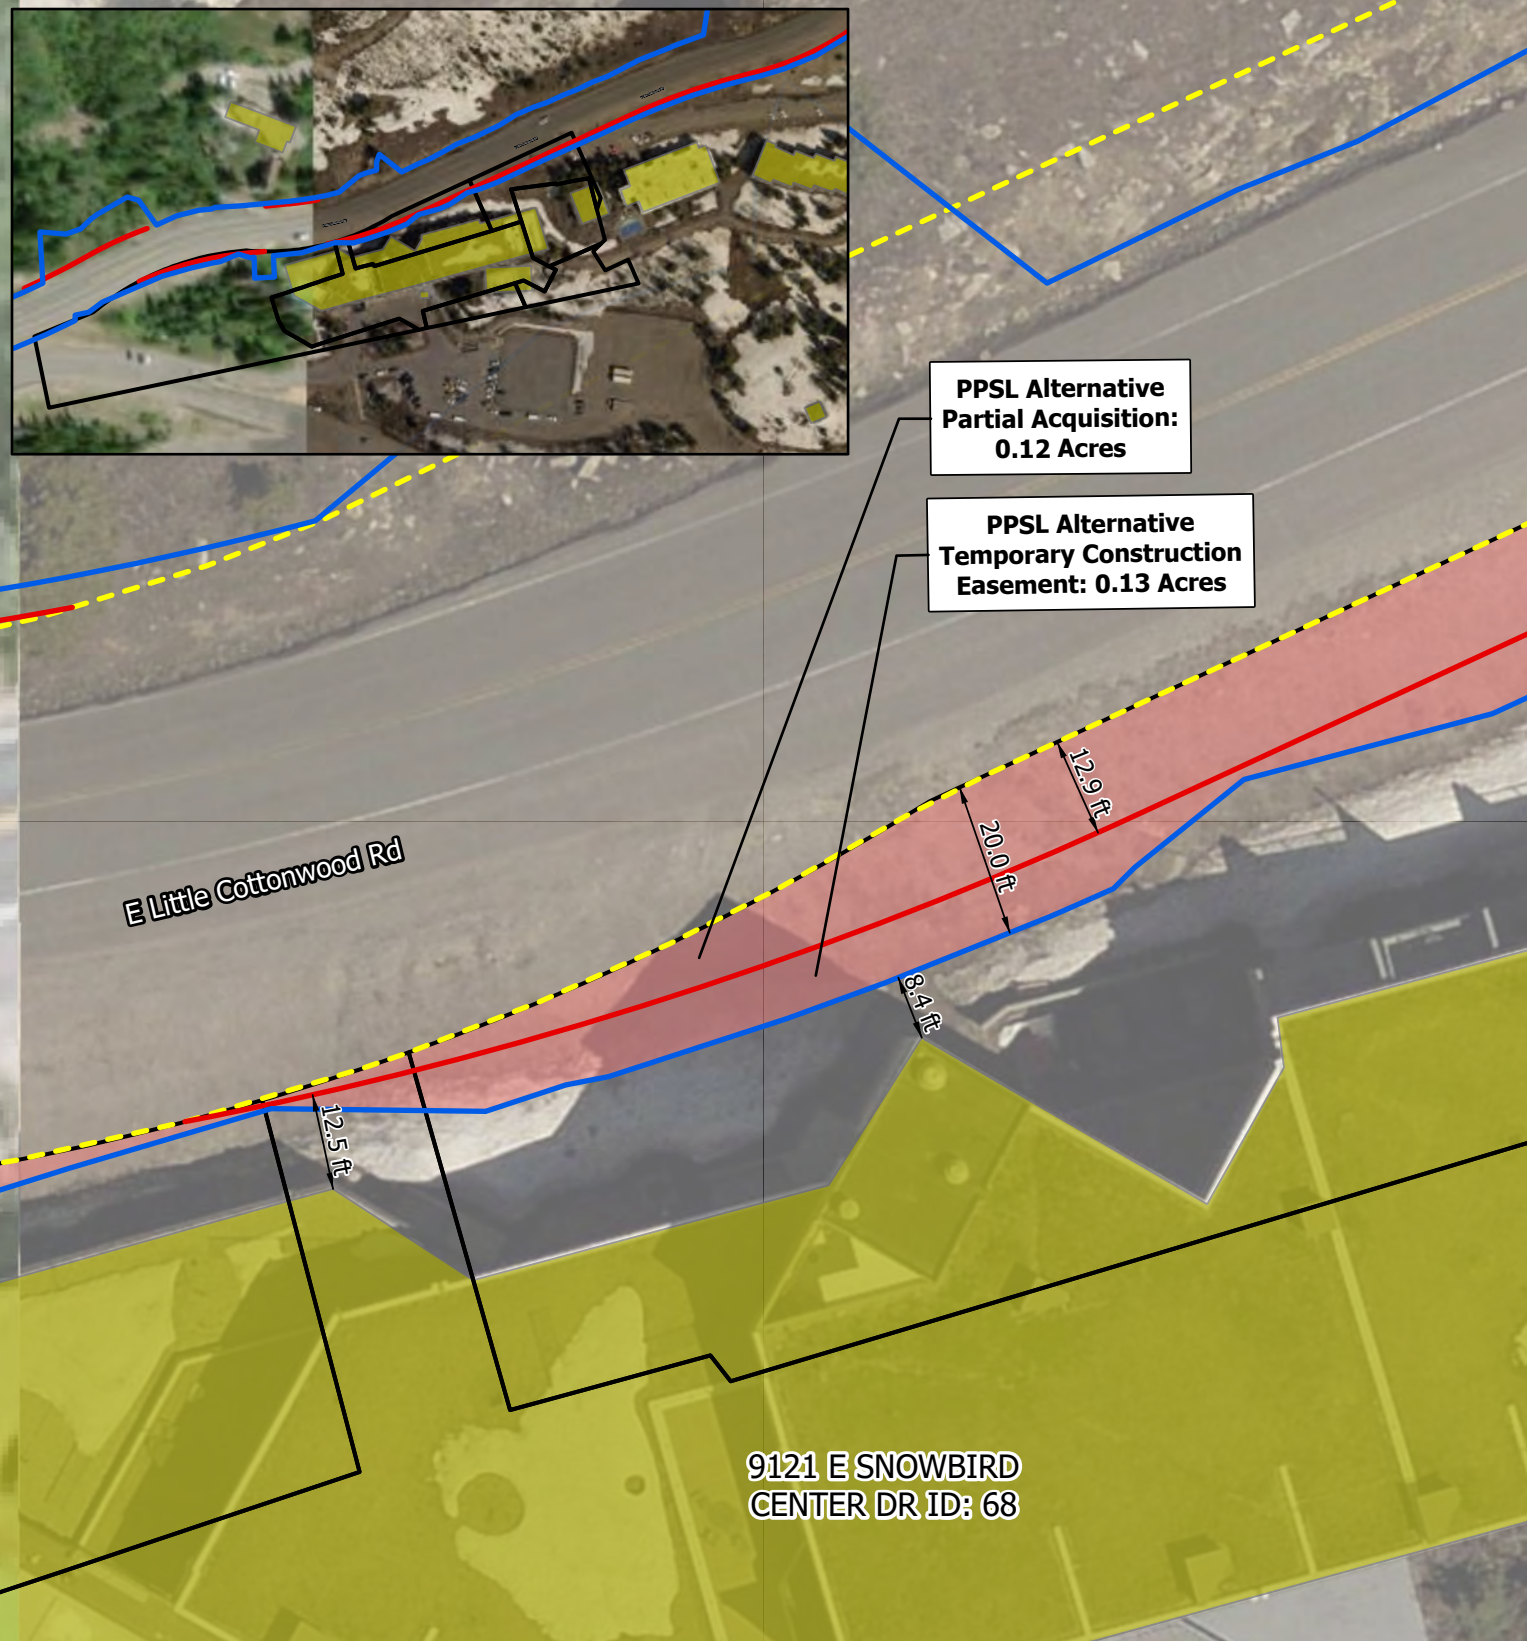 PPSL Alternative
Partial Acquisition:
0.12 Acres
PPSL Alternative
Temporary Construction
Easement: 0.13 Acres
12.9 ft
20.0 ft
E Little Cottonwood Rd
8.4 ft
12.5 ft
9121 E SNOWBIRD
CENTER DR ID: 68